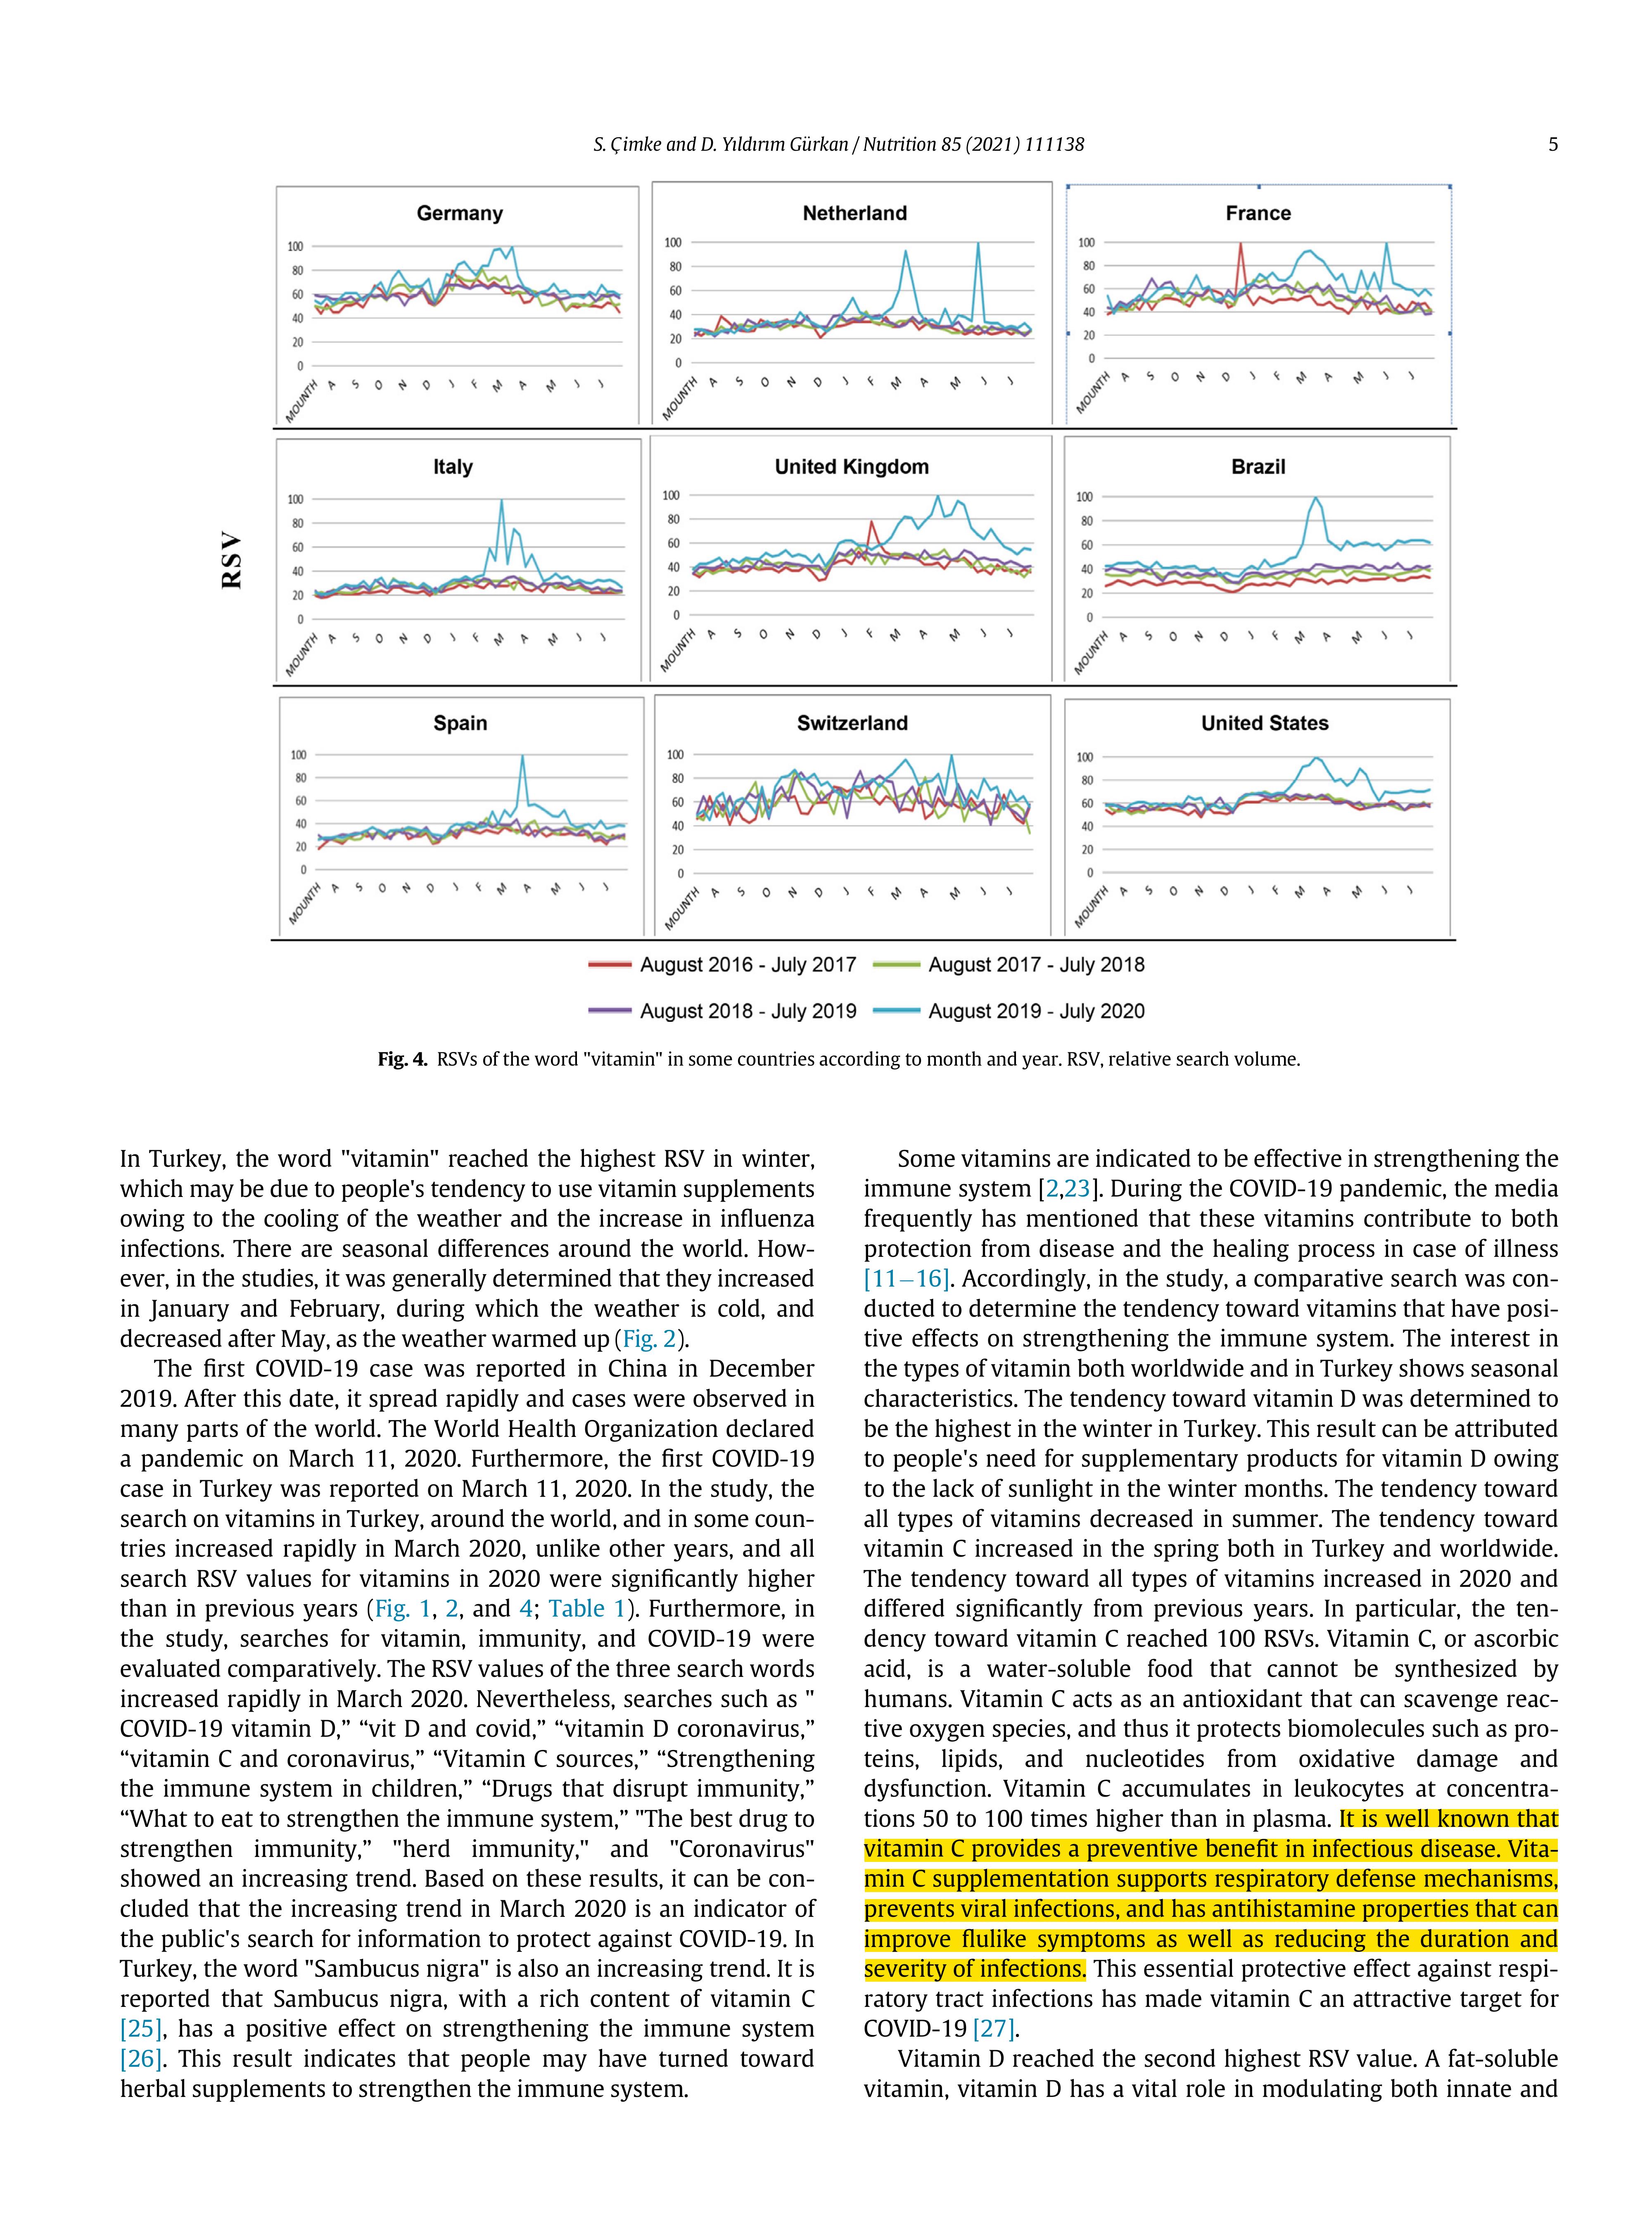 S. Çimke and D. Yıldırım Gürkan / Nutrition 85 (2021) 111138
5
Germany
100
80
60
40
20
0
MOUNTH A S O N D J F M A M J J
Netherland
100
80
60
40
20
0
MOUNTH A S O N D J F M A M J J
France
100
80
60
40
20
0
MOUNTH A S O N D J F M A M J J
RSV
Italy
100
80
60
40
20
0
MOUNTH A S O N D J F M A M J J
United Kingdom
100
80
60
40
20
0
MOUNTH A S O N D J F M A M J J
Brazil
100
80
60
40
20
0
MOUNTH A S O N D J F M A M J J
Spain
100
80
60
40
20
0
MOUNTH A S O N D J F M A M J J
Switzerland
100
80
60
40
20
0
MOUNTH A S O N D J F M A M J J
United States
100
80
60
40
20
0
MOUNTH A S O N D J F M A M J J
August 2016 - July 2017 August 2017 - July 2018
August 2018 - July 2019 August 2019 - July 2020
Fig. 4. RSVs of the word "vitamin" in some countries according to month and year. RSV, relative search volume.
In Turkey, the word "vitamin" reached the highest RSV in winter,
which may be due to people's tendency to use vitamin supplements
owing to the cooling of the weather and the increase in influenza
infections. There are seasonal differences around the world. How-
ever, in the studies, it was generally determined that they increased
in January and February, during which the weather is cold, and
decreased after May, as the weather warmed up (Fig. 2).
The first COVID-19 case was reported in China in December
2019. After this date, it spread rapidly and cases were observed in
many parts of the world. The World Health Organization declared
a pandemic on March 11, 2020. Furthermore, the first COVID-19
case in Turkey was reported on March 11, 2020. In the study, the
search on vitamins in Turkey, around the world, and in some coun-
tries increased rapidly in March 2020, unlike other years, and all
search RSV values for vitamins in 2020 were significantly higher
than in previous years (Fig. 1, 2, and 4; Table 1). Furthermore, in
the study, searches for vitamin, immunity, and COVID-19 were
evaluated comparatively. The RSV values of the three search words
increased rapidly in March 2020. Nevertheless, searches such as "
COVID-19 vitamin D,” “vit D and covid,” “vitamin D coronavirus,”
“vitamin C and coronavirus,” “Vitamin C sources,” “Strengthening
the immune system in children,” “Drugs that disrupt immunity,”
“What to eat to strengthen the immune system,” "The best drug to
strengthen immunity,” "herd immunity," and "Coronavirus"
showed an increasing trend. Based on these results, it can be con-
cluded that the increasing trend in March 2020 is an indicator of
the public's search for information to protect against COVID-19. In
Turkey, the word "Sambucus nigra" is also an increasing trend. It is
reported that Sambucus nigra, with a rich content of vitamin C
[25], has a positive effect on strengthening the immune system
[26]. This result indicates that people may have turned toward
herbal supplements to strengthen the immune system.
Some vitamins are indicated to be effective in strengthening the
immune system [2,23]. During the COVID-19 pandemic, the media
frequently has mentioned that these vitamins contribute to both
protection from disease and the healing process in case of illness
[11–16]. Accordingly, in the study, a comparative search was con-
ducted to determine the tendency toward vitamins that have posi-
tive effects on strengthening the immune system. The interest in
the types of vitamin both worldwide and in Turkey shows seasonal
characteristics. The tendency toward vitamin D was determined to
be the highest in the winter in Turkey. This result can be attributed
to people's need for supplementary products for vitamin D owing
to the lack of sunlight in the winter months. The tendency toward
all types of vitamins decreased in summer. The tendency toward
vitamin C increased in the spring both in Turkey and worldwide.
The tendency toward all types of vitamins increased in 2020 and
differed significantly from previous years. In particular, the ten-
dency toward vitamin C reached 100 RSVs. Vitamin C, or ascorbic
acid, is a water-soluble food that cannot be synthesized by
humans. Vitamin C acts as an antioxidant that can scavenge reac-
tive oxygen species, and thus it protects biomolecules such as pro-
teins, lipids, and nucleotides from oxidative damage and
dysfunction. Vitamin C accumulates in leukocytes at concentra-
tions 50 to 100 times higher than in plasma. It is well known that
vitamin C provides a preventive benefit in infectious disease. Vita-
min C supplementation supports respiratory defense mechanisms,
prevents viral infections, and has antihistamine properties that can
improve flulike symptoms as well as reducing the duration and
severity of infections. This essential protective effect against respi-
ratory tract infections has made vitamin C an attractive target for
COVID-19 [27].
Vitamin D reached the second highest RSV value. A fat-soluble
vitamin, vitamin D has a vital role in modulating both innate and